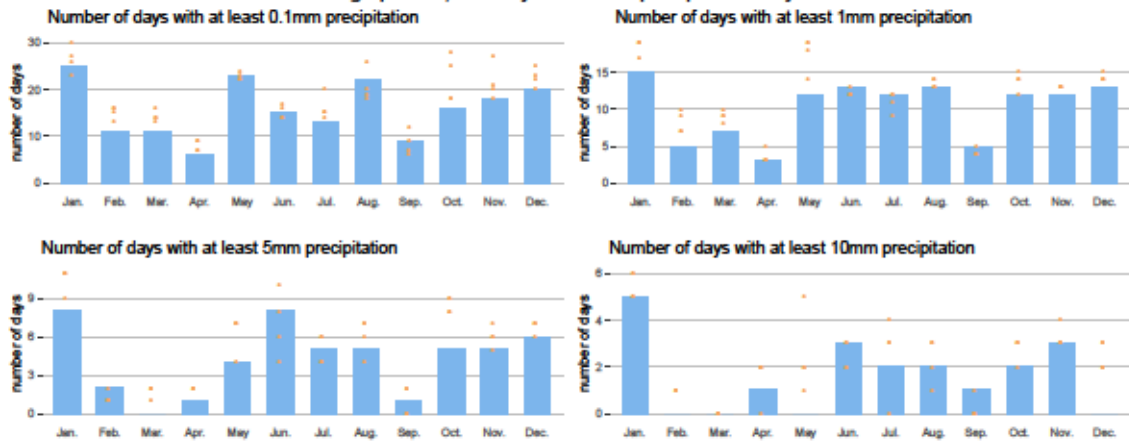 Number of days with at least 0.1mm precipitation
number of days
30
20
10
0
Jan. Feb. Mar. Apr. May Jun. Jul. Aug. Sep. Oct. Nov. Dec.
Number of days with at least 1mm precipitation
number of days
15
10
5
0
Jan. Feb. Mar. Apr. May Jun. Jul. Aug. Sep. Oct. Nov. Dec.
Number of days with at least 5mm precipitation
number of days
9
6
3
0
Jan. Feb. Mar. Apr. May Jun. Jul. Aug. Sep. Oct. Nov. Dec.
Number of days with at least 10mm precipitation
number of days
6
4
2
0
Jan. Feb. Mar. Apr. May Jun. Jul. Aug. Sep. Oct. Nov. Dec.